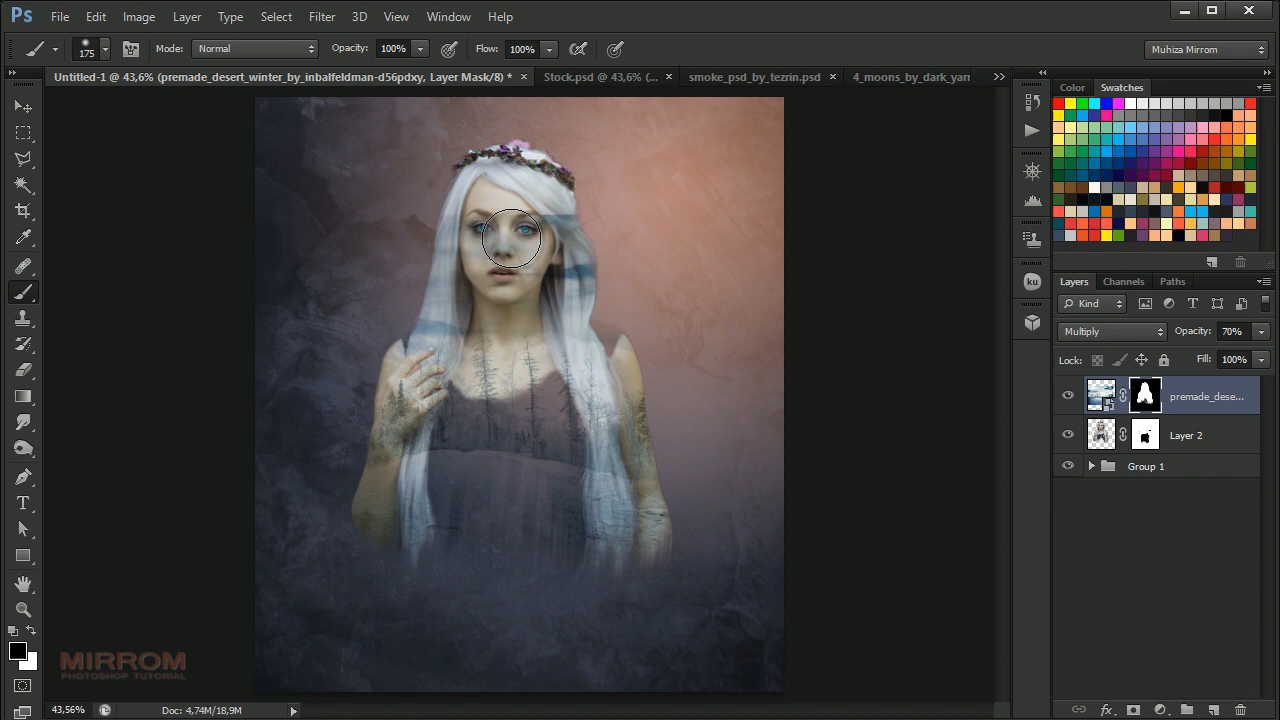 Ps File Edit Image Layer Type Select Filter 3D View Window Help
175 Mode: Normal Opacity: 100% Flow: 100% Muhiza Mirrom
Untitled-1 @ 43,6% (premade_desert_winter_by_inbalfeldman-d56pdxy, Layer Mask/8) * × Stock.psd @ 43,6% (... × smoke_psd_by_tezrin.psd × 4_moons_by_dark_yarr
Color Swatches
ku
Layers Channels Paths
Kind
Multiply Opacity: 70%
Lock: Fill: 100%
premade_dese...
Layer 2
Group 1
MIRROM
PHOTOSHOP TUTORIAL
43,56% Doc: 4,74M/18,9M
fx